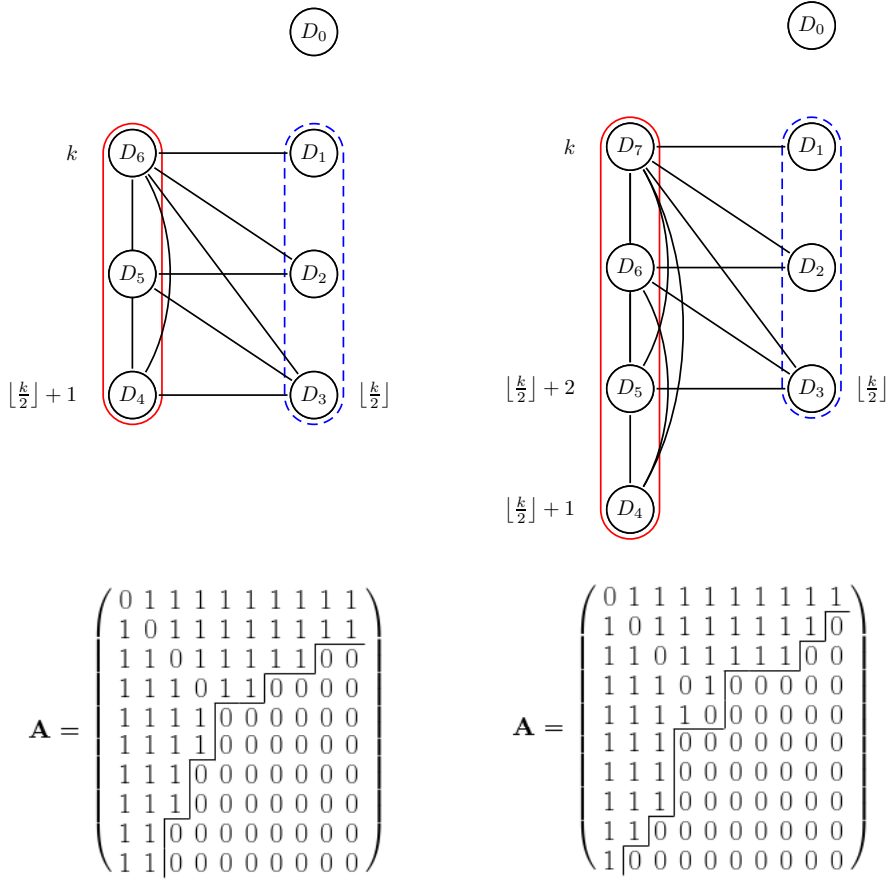 D₀
k D₆ D₁
D₅ D₂
⌊k/2⌋ + 1 D₄ D₃ ⌊k/2⌋
D₀
k D₇ D₁
D₆ D₂
⌊k/2⌋ + 2 D₅ D₃ ⌊k/2⌋
⌊k/2⌋ + 1 D₄
A =
0 1 1 1 1 1 1 1 1 1
1 0 1 1 1 1 1 1 1 1
1 1 0 1 1 1 1 1 0 0
1 1 1 0 1 1 0 0 0 0
1 1 1 1 0 0 0 0 0 0
1 1 1 1 0 0 0 0 0 0
1 1 1 0 0 0 0 0 0 0
1 1 1 0 0 0 0 0 0 0
1 1 0 0 0 0 0 0 0 0
1 1 0 0 0 0 0 0 0 0
A =
0 1 1 1 1 1 1 1 1 1
1 0 1 1 1 1 1 1 1 0
1 1 0 1 1 1 1 1 0 0
1 1 1 0 1 0 0 0 0 0
1 1 1 1 0 0 0 0 0 0
1 1 1 0 0 0 0 0 0 0
1 1 1 0 0 0 0 0 0 0
1 1 1 0 0 0 0 0 0 0
1 1 0 0 0 0 0 0 0 0
1 0 0 0 0 0 0 0 0 0